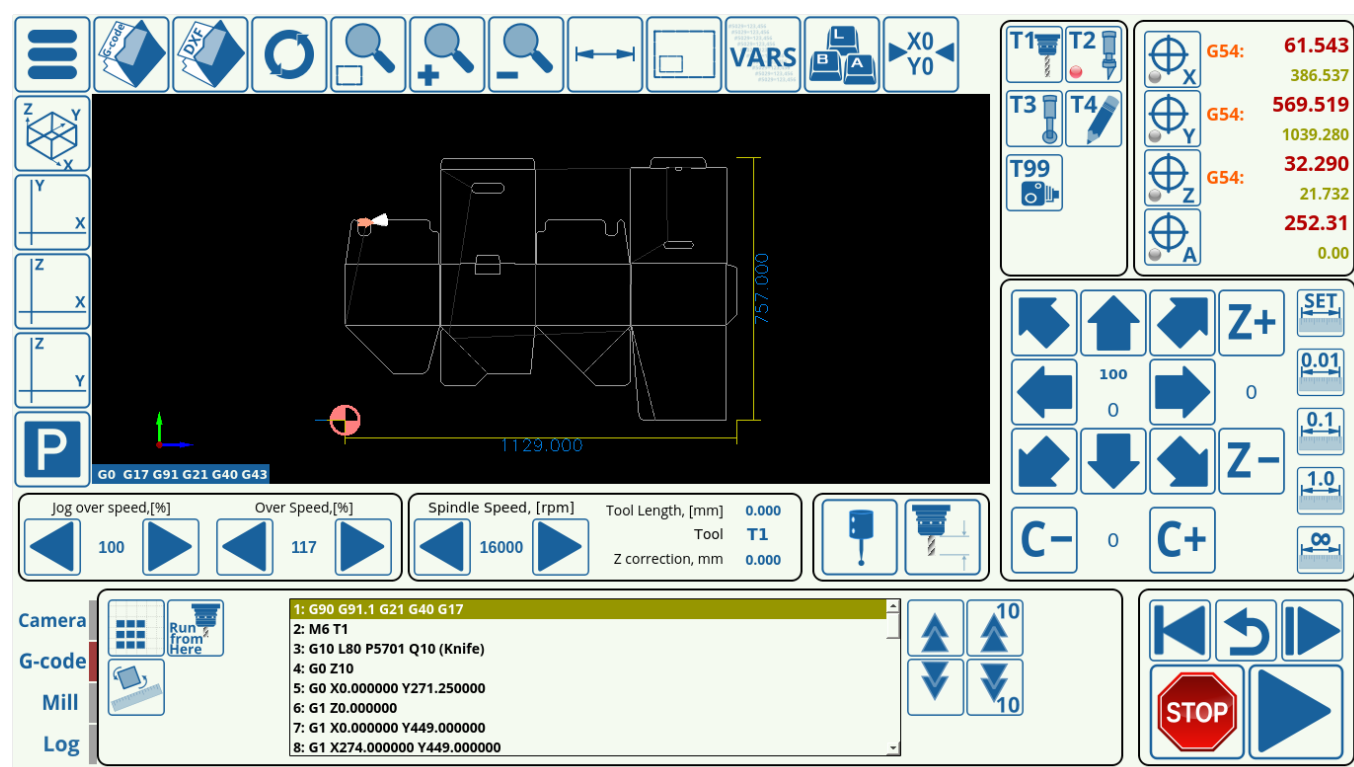 G-code
DXF
VARS
L
B
A
X0
Y0
T1
T2
T3
T4
T99
X
G54:
61.543
386.537
Y
G54:
569.519
1039.280
Z
G54:
32.290
21.732
A
252.31
0.00
Z
Y
X
Y
X
Z
X
Z
Y
P
757.000
1129.000
G0 G17 G91 G21 G40 G43
Z+
SET
100
0
0
0.01
0.1
Z-
1.0
C-
0
C+
∞
Jog over speed,[%]
100
Over Speed,[%]
117
Spindle Speed, [rpm]
16000
Tool Length, [mm] 0.000
Tool T1
Z correction, mm 0.000
Camera
G-code
Mill
Log
Run
from
Here
1: G90 G91.1 G21 G40 G17
2: M6 T1
3: G10 L80 P5701 Q10 (Knife)
4: G0 Z10
5: G0 X0.000000 Y271.250000
6: G1 Z0.000000
7: G1 X0.000000 Y449.000000
8: G1 X274.000000 Y449.000000
10
10
STOP